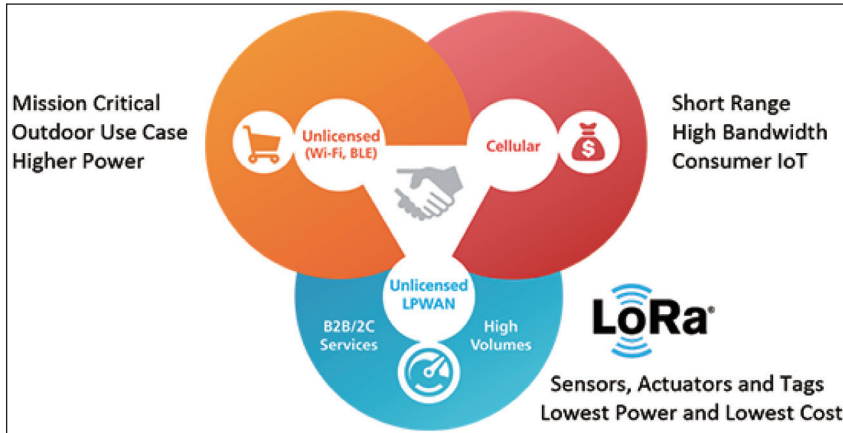 Mission Critical
Outdoor Use Case
Higher Power
Unlicensed
(Wi-Fi, BLE)
Cellular
$
Short Range
High Bandwidth
Consumer IoT
Unlicensed
LPWAN
B2B/2C
Services
High
Volumes
LoRa®
Sensors, Actuators and Tags
Lowest Power and Lowest Cost